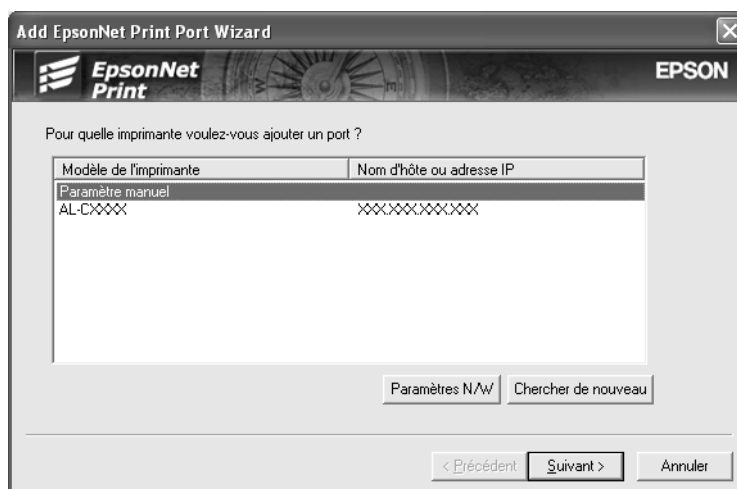 Add EpsonNet Print Port Wizard
EpsonNet
Print
EPSON
Pour quelle imprimante voulez-vous ajouter un port ?
Modèle de l'imprimante Nom d'hôte ou adresse IP
Paramètre manuel
AL-CXXXX XXX.XXX.XXX.XXX
Paramètres N/W Chercher de nouveau
< Précédent Suivant > Annuler